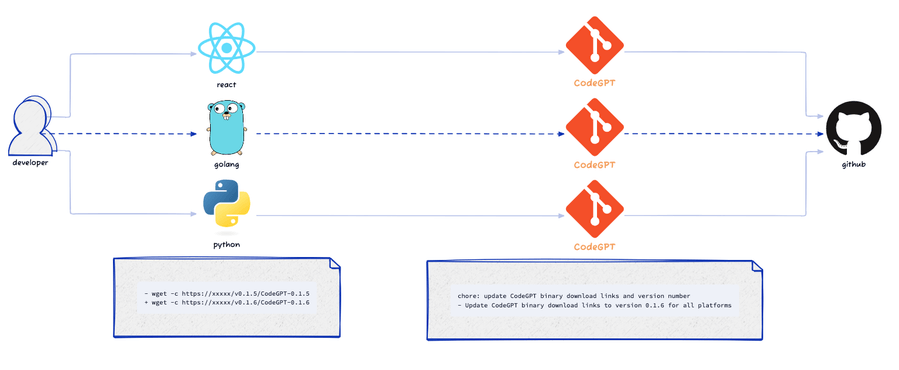 react
CodeGPT
developer
golang
CodeGPT
github
python
CodeGPT
- wget -c https://xxxxx/v0.1.5/CodeGPT-0.1.5
+ wget -c https://xxxxx/v0.1.6/CodeGPT-0.1.6
chore: update CodeGPT binary download links and version number
- Update CodeGPT binary download links to version 0.1.6 for all platforms